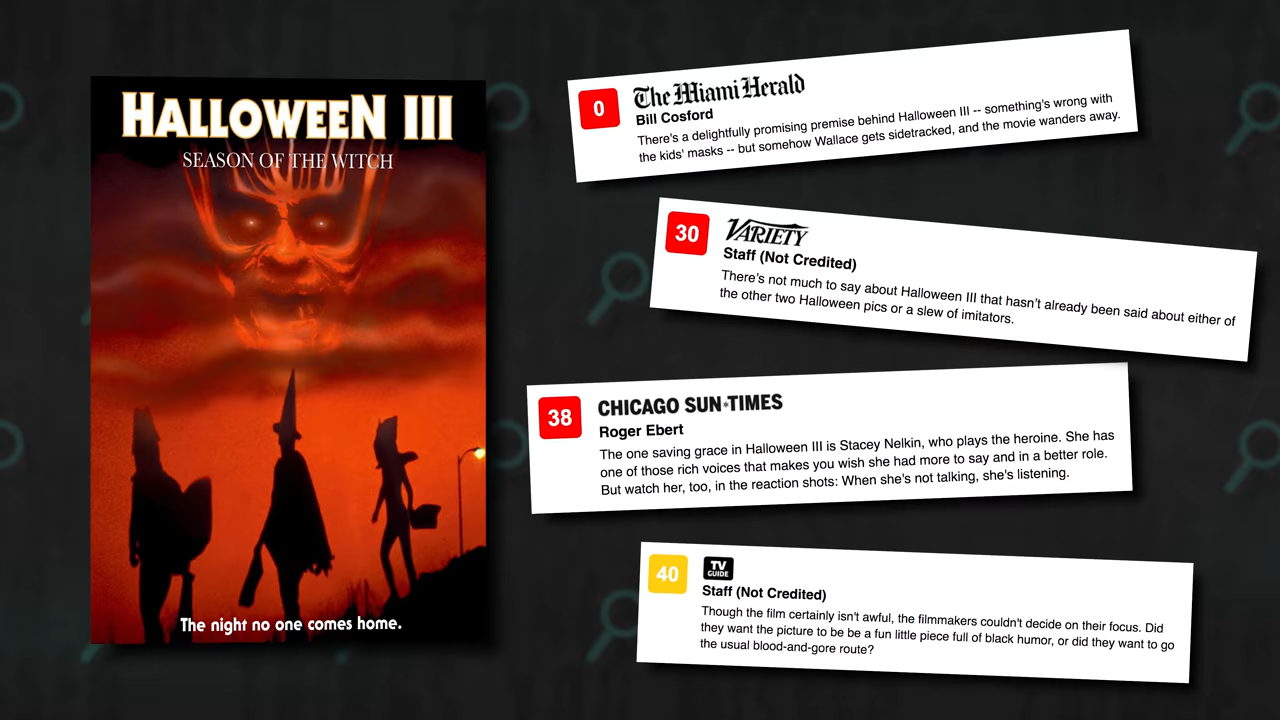 HALLOWEEN III
SEASON OF THE WITCH
The night no one comes home.
0
The Miami Herald
Bill Cosford
There's a delightfully promising premise behind Halloween III -- something's wrong with
the kids' masks -- but somehow Wallace gets sidetracked, and the movie wanders away.
30
VARIETY
Staff (Not Credited)
There's not much to say about Halloween III that hasn't already been said about either of
the other two Halloween pics or a slew of imitators.
38
CHICAGO SUN-TIMES
Roger Ebert
The one saving grace in Halloween III is Stacey Nelkin, who plays the heroine. She has
one of those rich voices that makes you wish she had more to say and in a better role.
But watch her, too, in the reaction shots: When she's not talking, she's listening.
40
TV
GUIDE
Staff (Not Credited)
Though the film certainly isn't awful, the filmmakers couldn't decide on their focus. Did
they want the picture to be be a fun little piece full of black humor, or did they want to go
the usual blood-and-gore route?